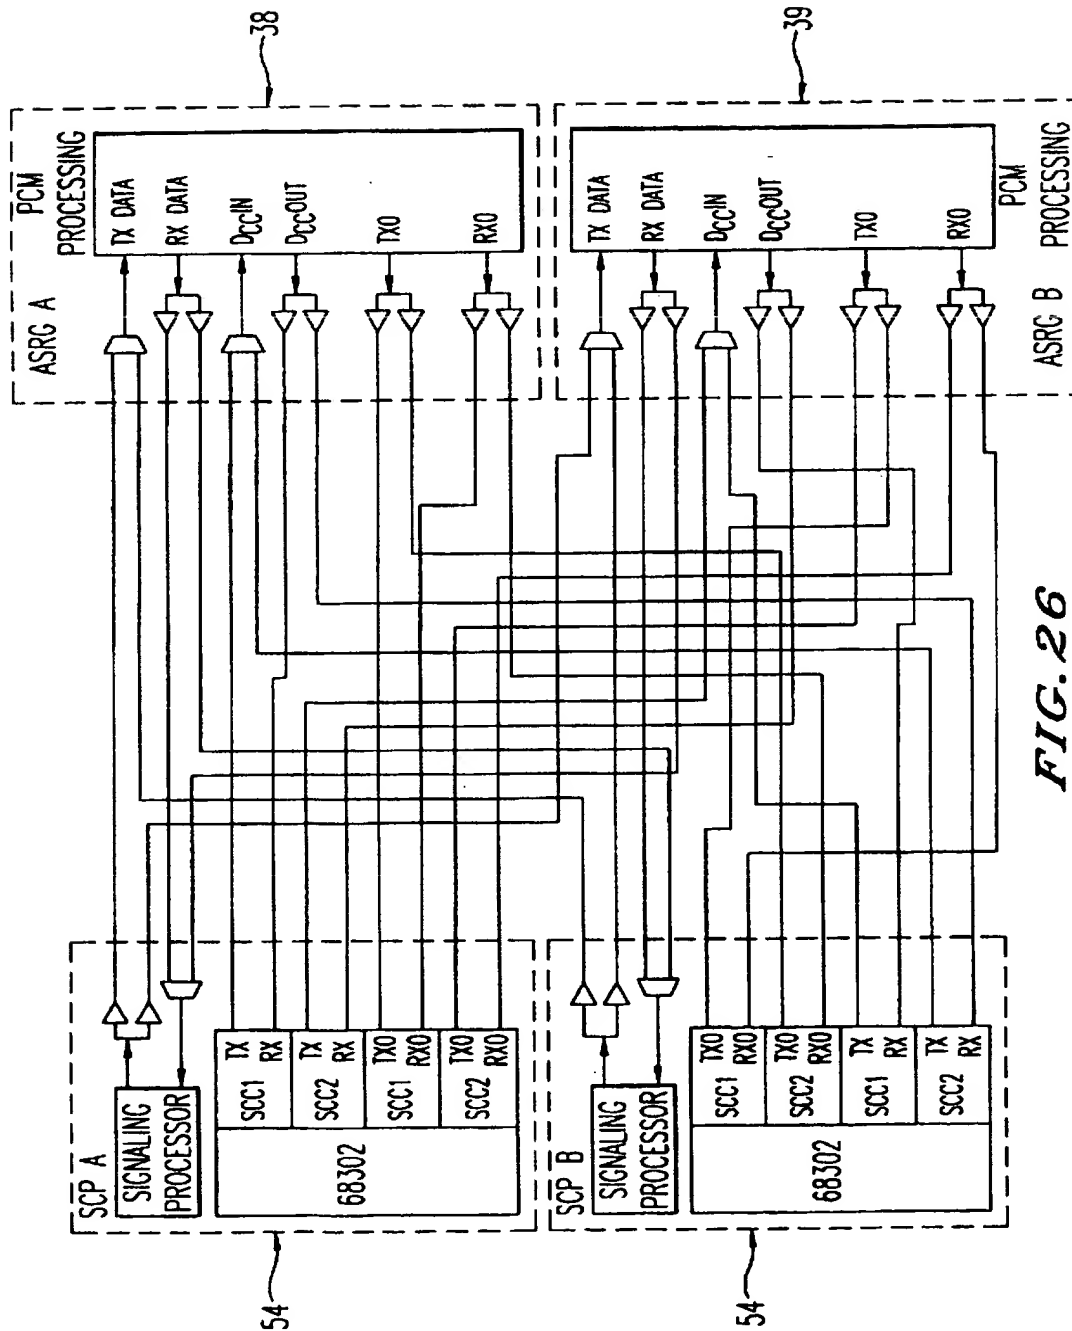 SCP A
SIGNALING
PROCESSOR
68302
SCC1
TX
RX
SCC2
TX
RX
SCC1
TXO
RXO
SCC2
TXO
RXO
54
ASRG A
PCM
PROCESSING
TX DATA
RX DATA
DCCIN
DCCOUT
TXO
RXO
38
SCP B
SIGNALING
PROCESSOR
68302
SCC1
TXO
RXO
SCC2
TXO
RXO
SCC1
TX
RX
SCC2
TX
RX
54
TX DATA
RX DATA
DCCIN
DCCOUT
TXO
RXO
ASRG B
PCM
PROCESSING
39
FIG. 26